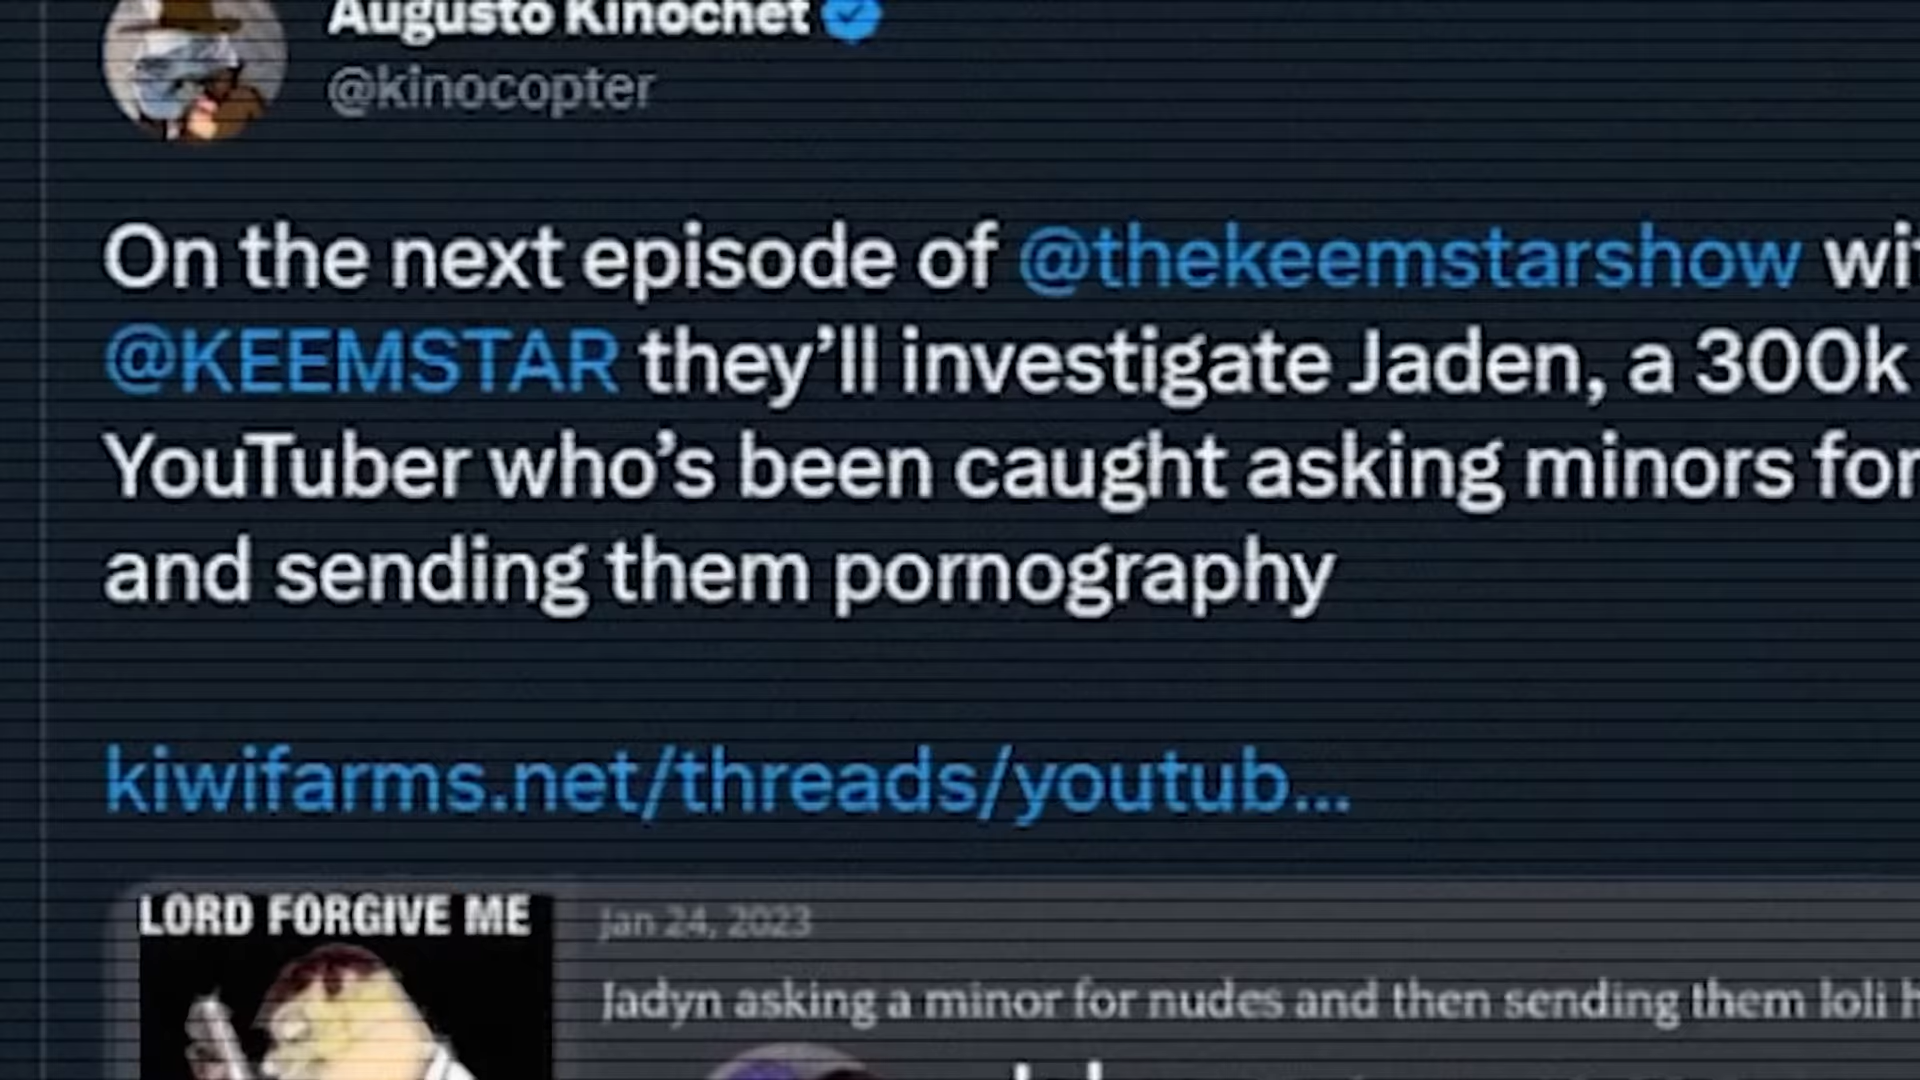 Augusto Kinochet
@kinocopter
On the next episode of @thekeemstarshow
@KEEMSTAR they’ll investigate Jaden, a 300k
YouTuber who’s been caught asking minors for
and sending them pornography
kiwifarms.net/threads/youtub...
LORD FORGIVE ME
Jan 24, 2023
Jadyn asking a minor for nudes and then sending them loli